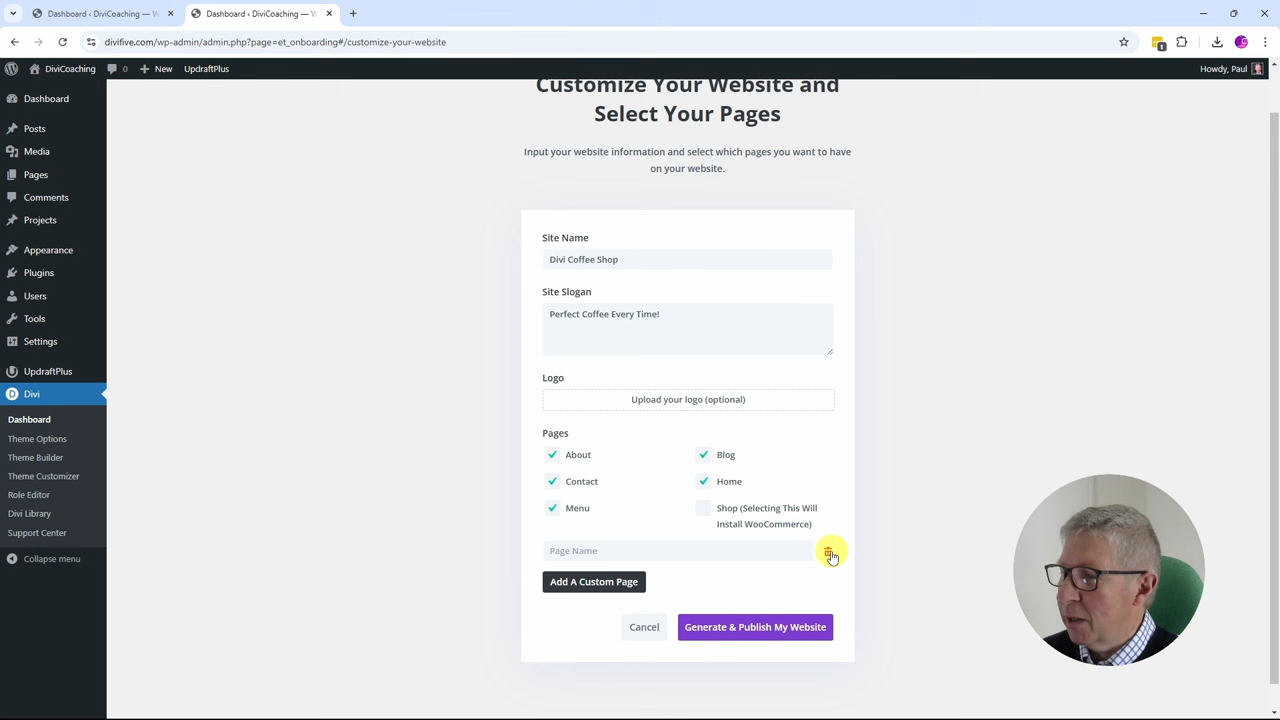 Dashboard ‹ DiviCoaching — W
Dashboard ‹ DiviCoaching — W
divifive.com/wp-admin/admin.php?page=et_onboarding#/customize-your-website
1
DiviCoaching
0
New
UpdraftPlus
Howdy, Paul
Dashboard
Posts
Media
Pages
Comments
Projects
Appearance
Plugins
Users
Tools
Settings
UpdraftPlus
Divi
Dashboard
Theme Options
Theme Builder
Theme Customizer
Role Editor
Divi Library
Support Center
Collapse menu
Customize Your Website and
Select Your Pages
Input your website information and select which pages you want to have
on your website.
Site Name
Divi Coffee Shop
Site Slogan
Perfect Coffee Every Time!
Logo
Upload your logo (optional)
Pages
About
Blog
Contact
Home
Menu
Shop (Selecting This Will
Install WooCommerce)
Page Name
Add A Custom Page
Cancel
Generate & Publish My Website